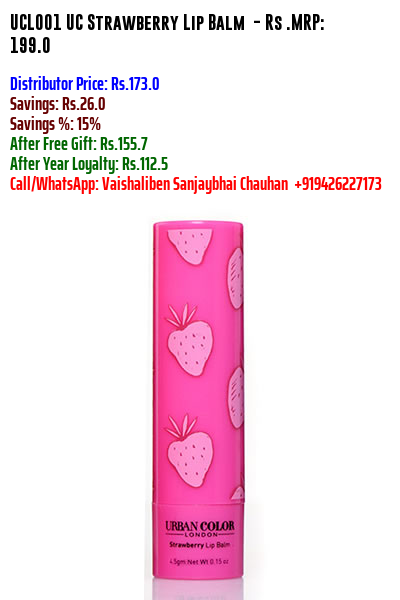 UCL001 UC Strawberry Lip Balm - Rs .MRP:
199.0
Distributor Price: Rs.173.0
Savings: Rs.26.0
Savings %: 15%
After Free Gift: Rs.155.7
After Year Loyalty: Rs.112.5
Call/WhatsApp: Vaishaliben Sanjaybhai Chauhan +919426227173
URBAN COLOR
LONDON
Strawberry Lip Balm
4.5gm Net Wt 0.15 oz